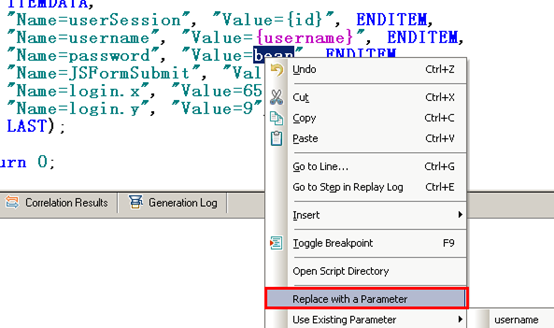 ITEMDATA,
"Name=userSession", "Value={id}", ENDITEM,
"Name=username", "Value={username}", ENDITEM,
"Name=password", "Value=bean", ENDITEM,
"Name=JSFormSubmit", "Val
"Name=login.x", "Value=65
"Name=login.y", "Value=9"
LAST);
urn 0;
Correlation Results
Generation Log
Undo Ctrl+Z
Cut Ctrl+X
Copy Ctrl+C
Paste Ctrl+V
Go to Line... Ctrl+G
Go to Step in Replay Log Ctrl+E
Insert
Toggle Breakpoint F9
Open Script Directory
Replace with a Parameter
Use Existing Parameter
username